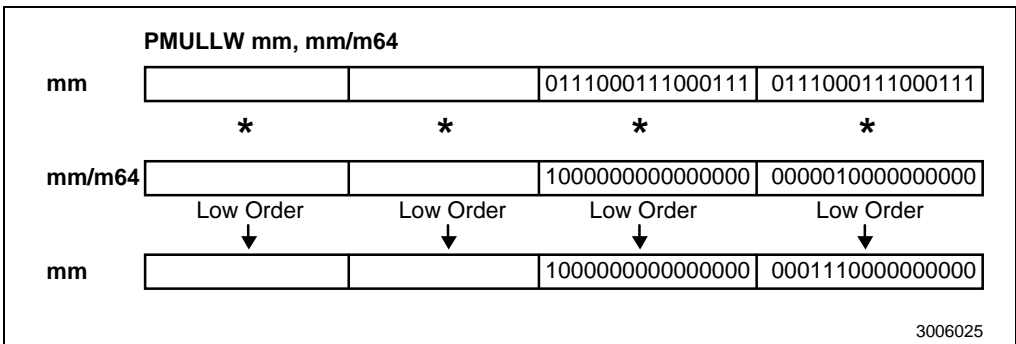 PMULLW mm, mm/m64
mm 0111000111000111 0111000111000111
* * * *
mm/m64 1000000000000000 0000010000000000
Low Order Low Order Low Order Low Order
mm 1000000000000000 0001110000000000
3006025